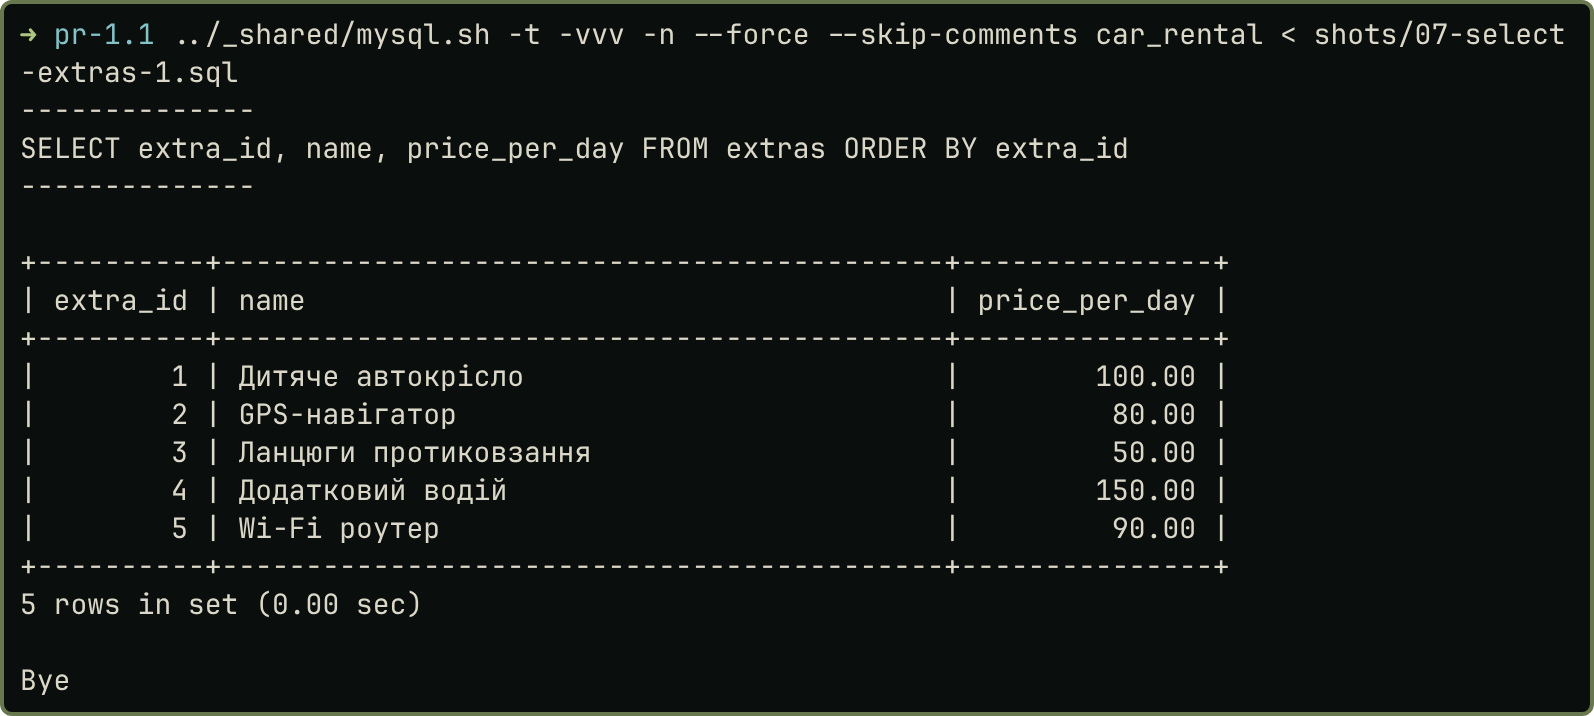 ➜ pr-1.1 ../_shared/mysql.sh -t -vvv -n --force --skip-comments car_rental < shots/07-select
-extras-1.sql
--------------
SELECT extra_id, name, price_per_day FROM extras ORDER BY extra_id
--------------

+----------+-------------------------------------------+---------------+
| extra_id | name                                      | price_per_day |
+----------+-------------------------------------------+---------------+
|        1 | Дитяче автокрісло                         |        100.00 |
|        2 | GPS-навігатор                             |         80.00 |
|        3 | Ланцюги протиковзання                     |         50.00 |
|        4 | Додатковий водій                          |        150.00 |
|        5 | Wi-Fi роутер                              |         90.00 |
+----------+-------------------------------------------+---------------+
5 rows in set (0.00 sec)

Bye